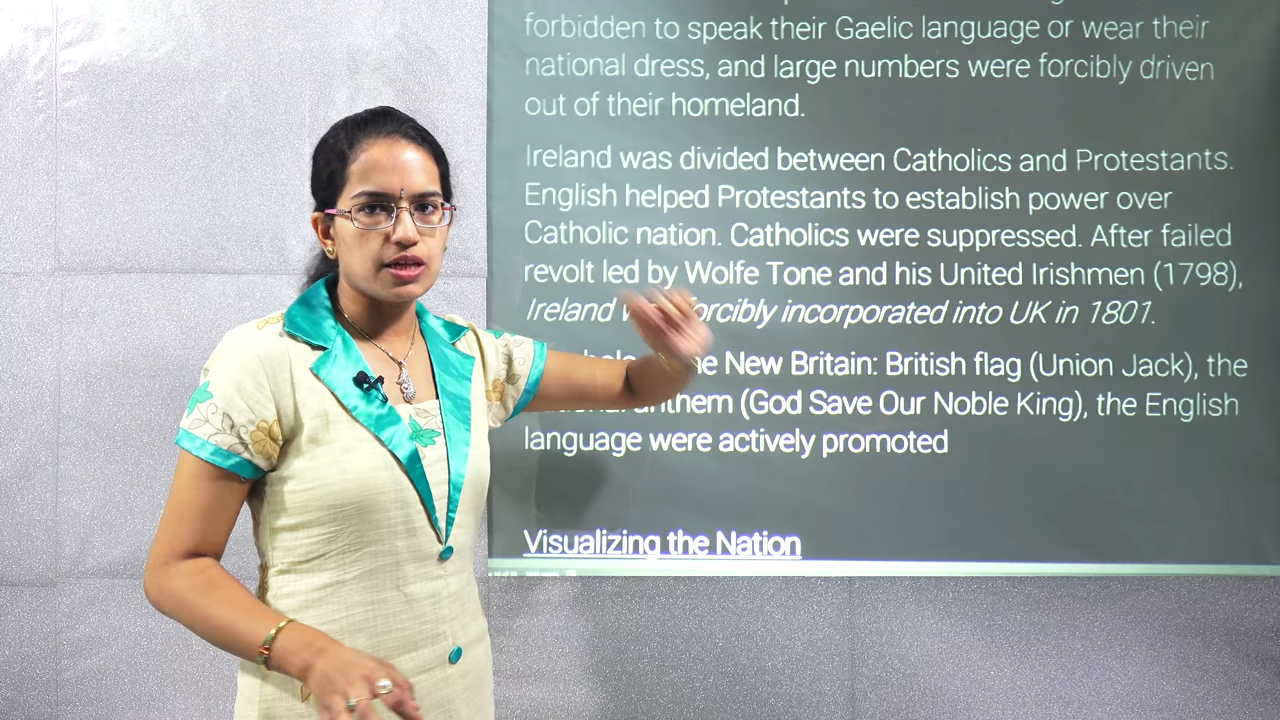 forbidden to speak their Gaelic language or wear their
national dress, and large numbers were forcibly driven
out of their homeland.
Ireland was divided between Catholics and Protestants.
English helped Protestants to establish power over
Catholic nation. Catholics were suppressed. After failed
revolt led by Wolfe Tone and his United Irishmen (1798),
Ireland forcibly incorporated into UK in 1801.
New Britain: British flag (Union Jack), the
anthem (God Save Our Noble King), the English
language were actively promoted
Visualizing the Nation